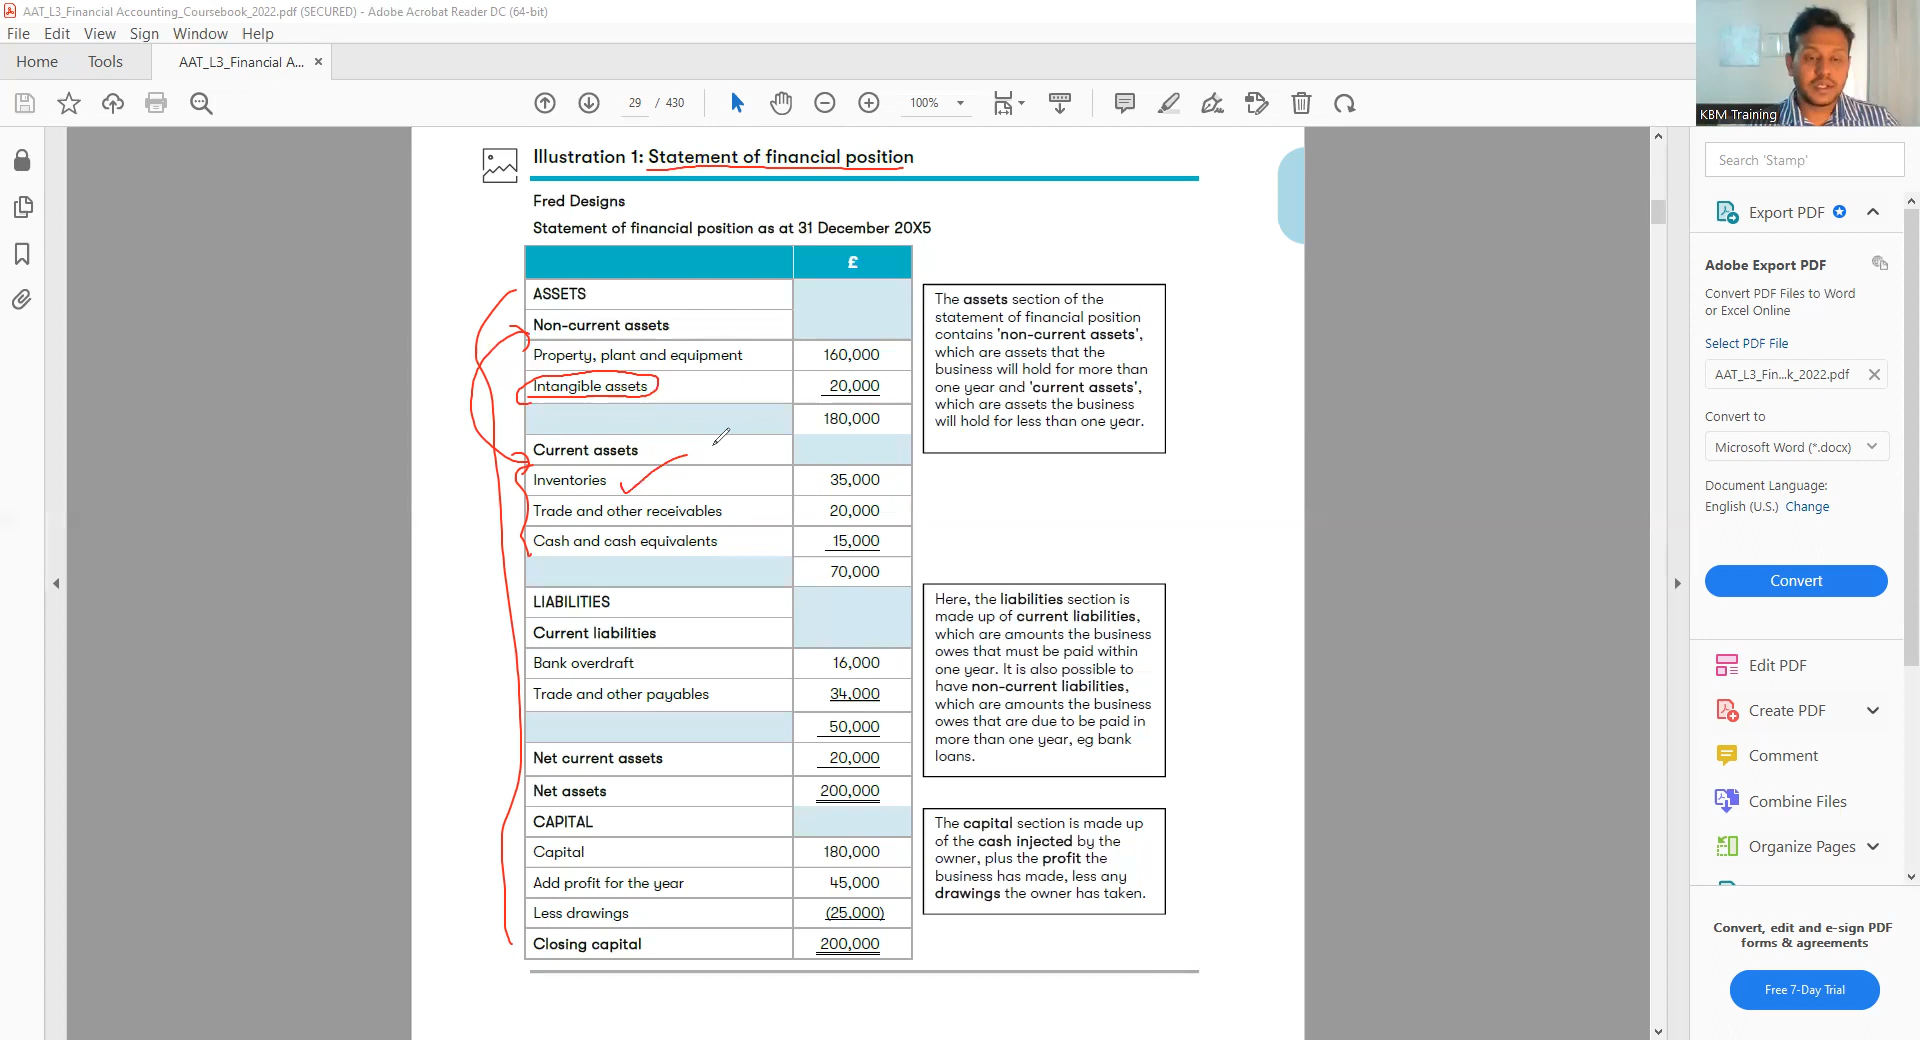 AAT_L3_Financial Accounting_Coursebook_2022.pdf (SECURED) - Adobe Acrobat Reader DC (64-bit)
File Edit View Sign Window Help
Home Tools AAT_L3_Financial A... ×
29 / 430 100%
KBM Training
Illustration 1: Statement of financial position
Fred Designs
Statement of financial position as at 31 December 20X5
£
ASSETS
Non-current assets
Property, plant and equipment 160,000
Intangible assets 20,000
180,000
Current assets
Inventories 35,000
Trade and other receivables 20,000
Cash and cash equivalents 15,000
70,000
LIABILITIES
Current liabilities
Bank overdraft 16,000
Trade and other payables 34,000
50,000
Net current assets 20,000
Net assets 200,000
CAPITAL
Capital 180,000
Add profit for the year 45,000
Less drawings (25,000)
Closing capital 200,000
The assets section of the
statement of financial position
contains 'non-current assets',
which are assets that the
business will hold for more than
one year and 'current assets',
which are assets the business
will hold for less than one year.
Here, the liabilities section is
made up of current liabilities,
which are amounts the business
owes that must be paid within
one year. It is also possible to
have non-current liabilities,
which are amounts the business
owes that are due to be paid in
more than one year, eg bank
loans.
The capital section is made up
of the cash injected by the
owner, plus the profit the
business has made, less any
drawings the owner has taken.
Search 'Stamp'
Export PDF
Adobe Export PDF
Convert PDF Files to Word
or Excel Online
Select PDF File
AAT_L3_Fin...k_2022.pdf
Convert to
Microsoft Word (*.docx)
Document Language:
English (U.S.) Change
Convert
Edit PDF
Create PDF
Comment
Combine Files
Organize Pages
Convert, edit and e-sign PDF
forms & agreements
Free 7-Day Trial